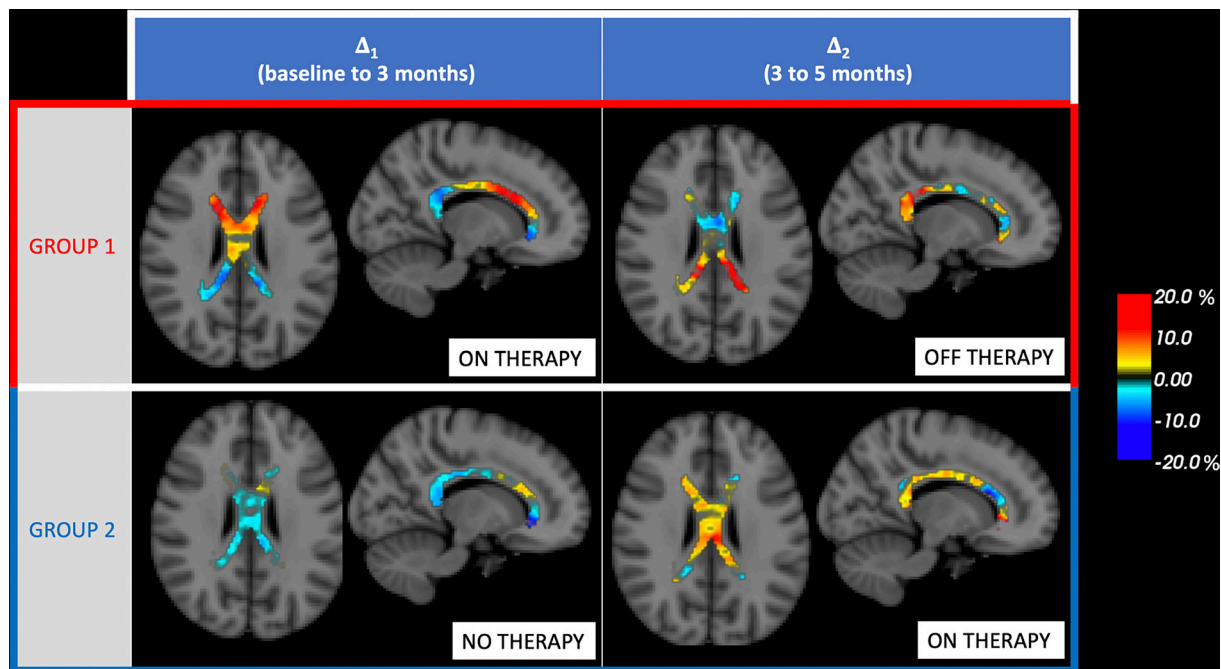 Δ₁
(baseline to 3 months)
Δ₂
(3 to 5 months)
GROUP 1
ON THERAPY
OFF THERAPY
GROUP 2
NO THERAPY
ON THERAPY
20.0 %
10.0
0.00
-10.0
-20.0 %